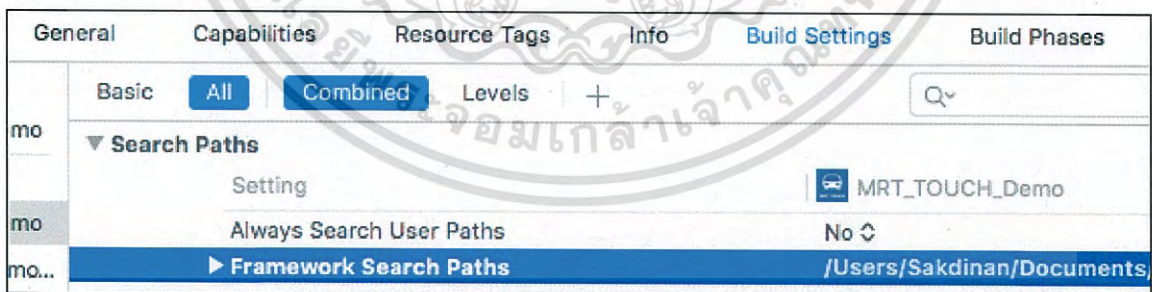 General Capabilities Resource Tags Info Build Settings Build Phases
Basic All Combined Levels +
mo
Search Paths
Setting MRT_TOUCH_Demo
mo
Always Search User Paths No
mo...
Framework Search Paths /Users/Sakdinan/Documents/